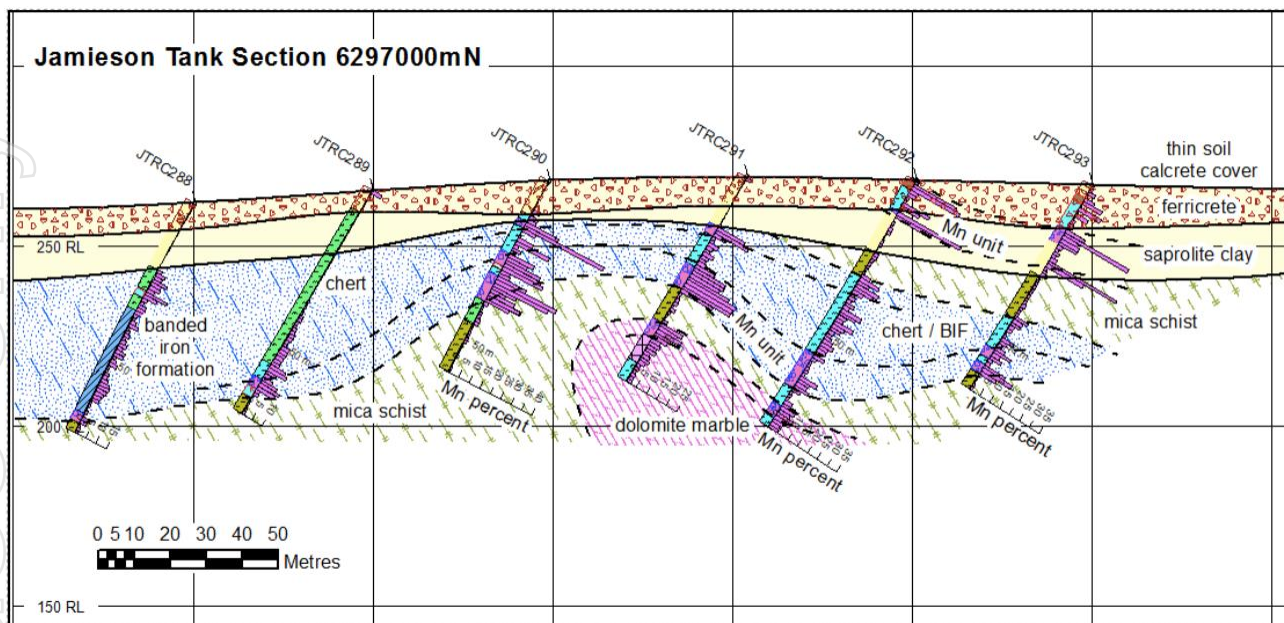 Jamieson Tank Section 6297000mN
JTRC288
JTRC289
JTRC290
JTRC291
JTRC292
JTRC293
thin soil
calcrete cover
ferricrete
Mn unit
saprolite clay
250 RL
chert
banded
iron
formation
Mn unit
chert / BIF
mica schist
mica schist
Mn percent
dolomite marble
Mn percent
Mn percent
200
50m
0 5 10 20 30 40 50
Metres
150 RL